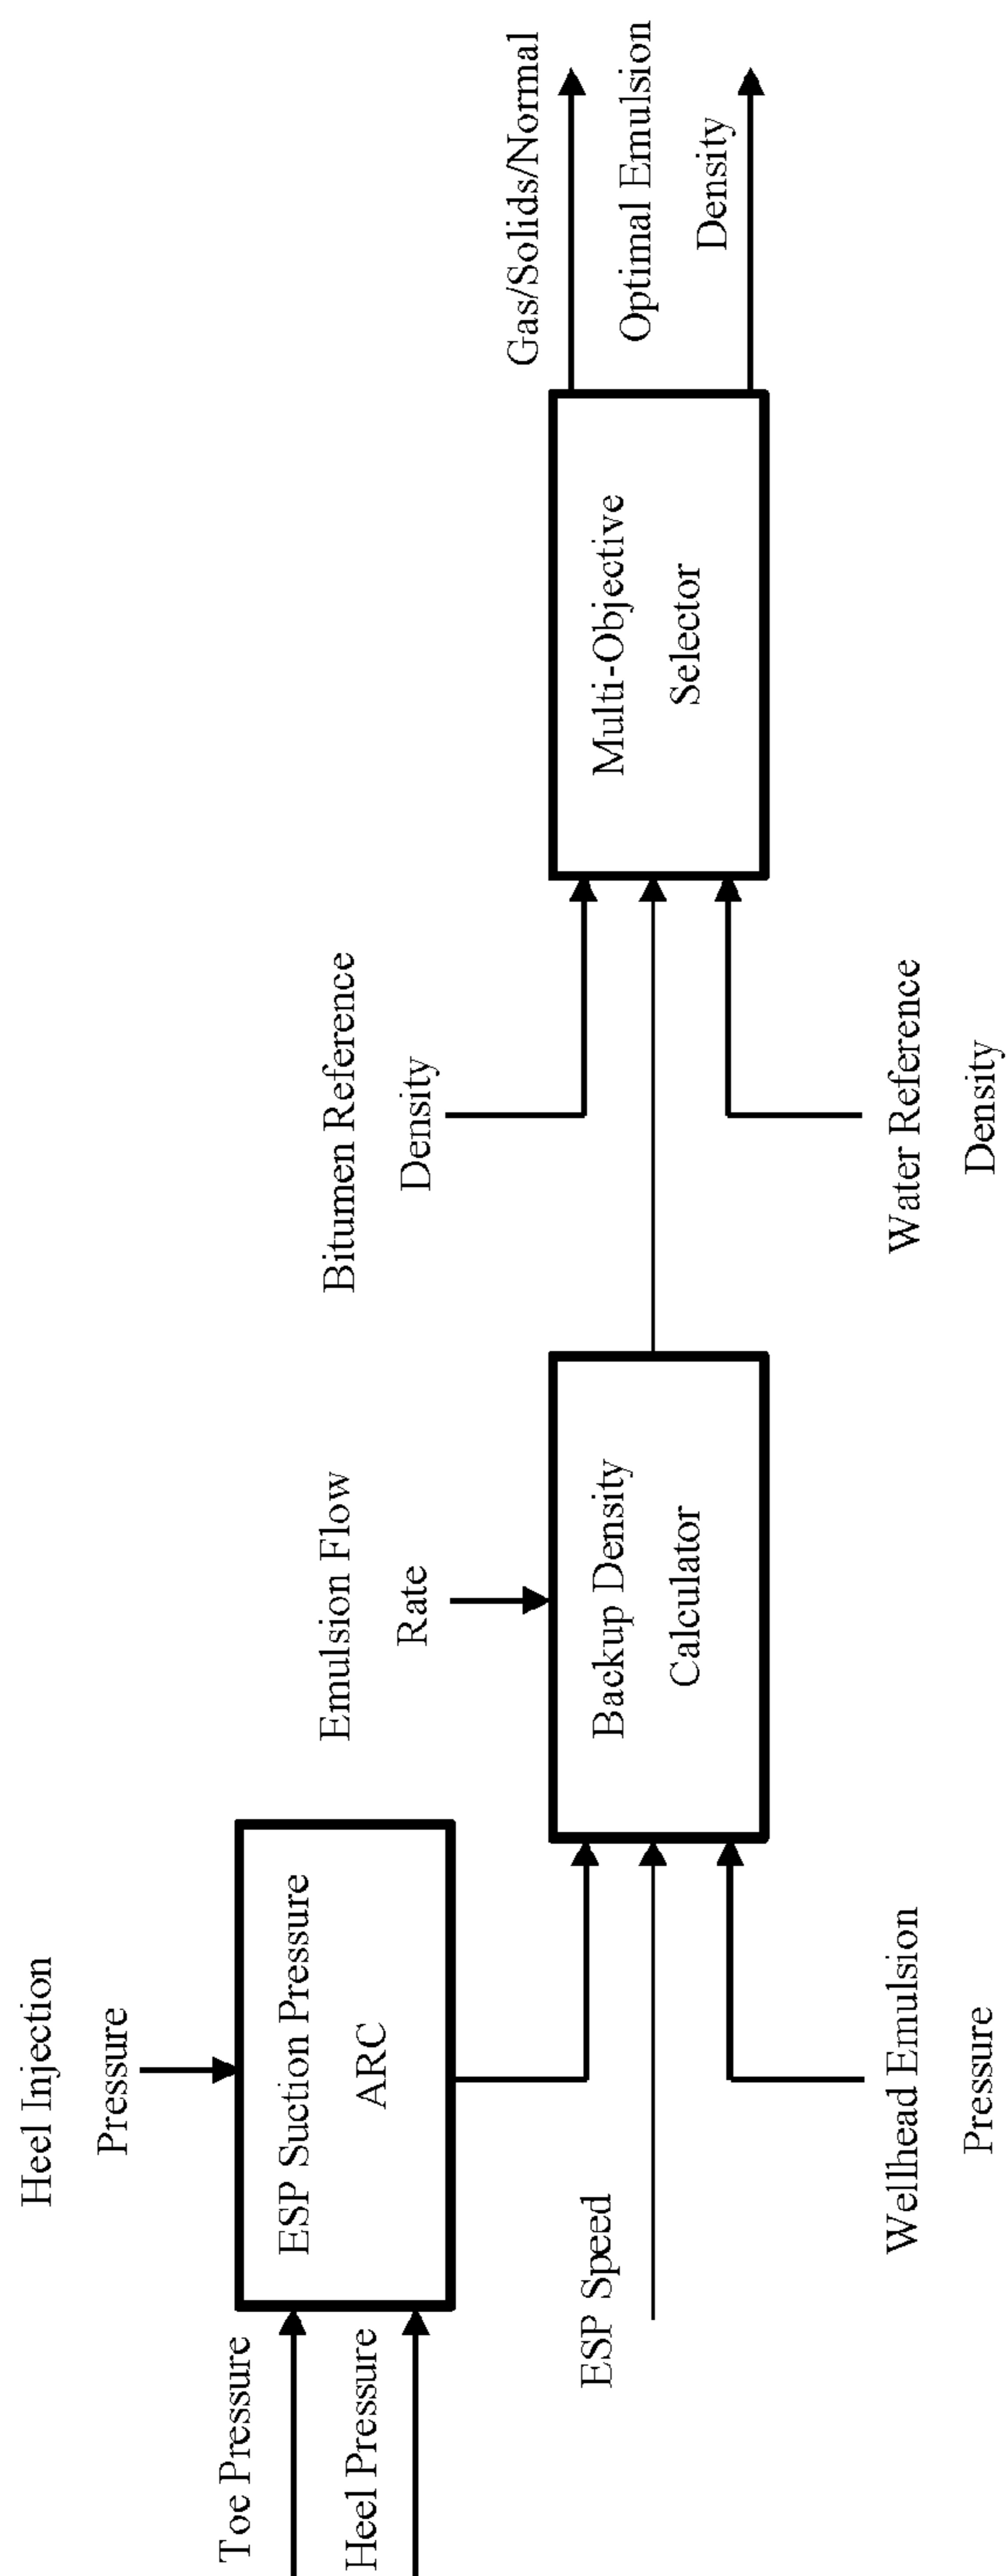 Heel Injection
Pressure
Toe Pressure
Heel Pressure
ESP Suction Pressure
ARC
Emulsion Flow
Rate
ESP Speed
Wellhead Emulsion
Pressure
Backup Density
Calculator
Bitumen Reference
Density
Water Reference
Density
Multi-Objective
Selector
Gas/Solids/Normal
Optimal Emulsion
Density